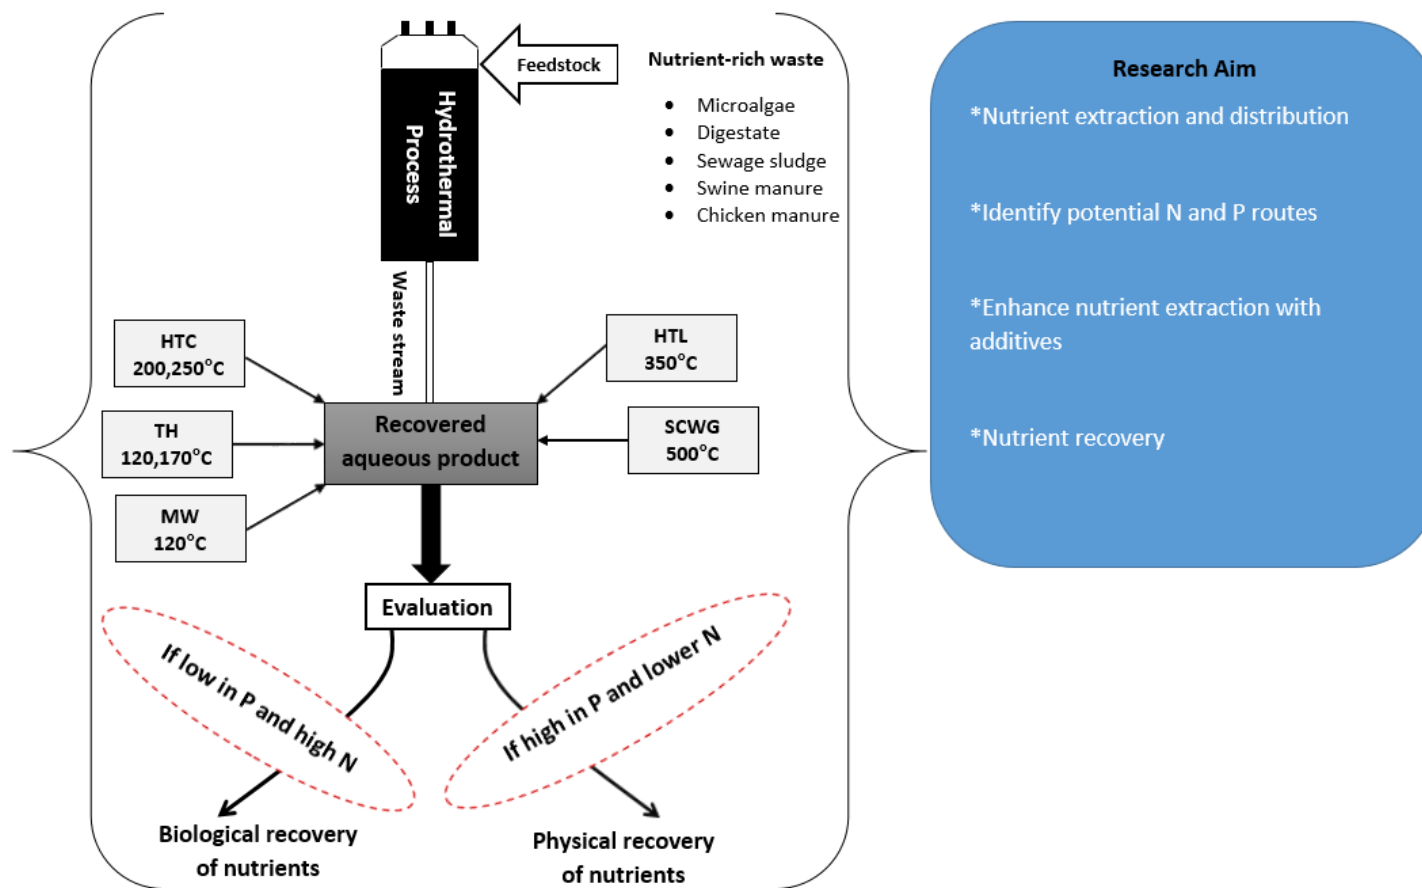 Feedstock
Nutrient-rich waste
• Microalgae
• Digestate
• Sewage sludge
• Swine manure
• Chicken manure
Hydrothermal
Process
Waste stream
HTC
200,250°C
TH
120,170°C
MW
120°C
HTL
350°C
SCWG
500°C
Recovered
aqueous product
Evaluation
If low in P and high N
If high in P and lower N
Biological recovery
of nutrients
Physical recovery
of nutrients
Research Aim
*Nutrient extraction and distribution
*Identify potential N and P routes
*Enhance nutrient extraction with
additives
*Nutrient recovery